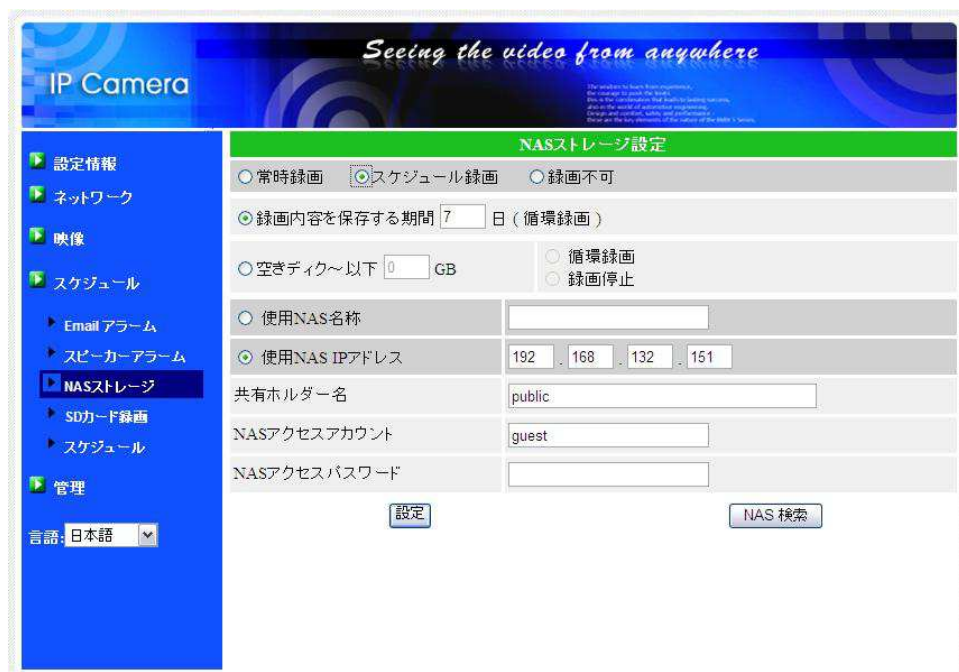 Seeing the video from anywhere
IP Camera
設定情報
ネットワーク
映像
スケジュール
Email アラーム
スピーカーアラーム
NASストレージ
SDカード録画
スケジュール
管理
言語: 日本語
NASストレージ設定
常時録画 スケジュール録画 録画不可
録画内容を保存する期間 7 日 ( 循環録画 )
空きディク～以下 0 GB
循環録画
録画停止
使用NAS名称
使用NAS IPアドレス 192 . 168 . 132 . 151
共有ホルダー名 public
NASアクセスアカウント guest
NASアクセスパスワード
設定 NAS 検索